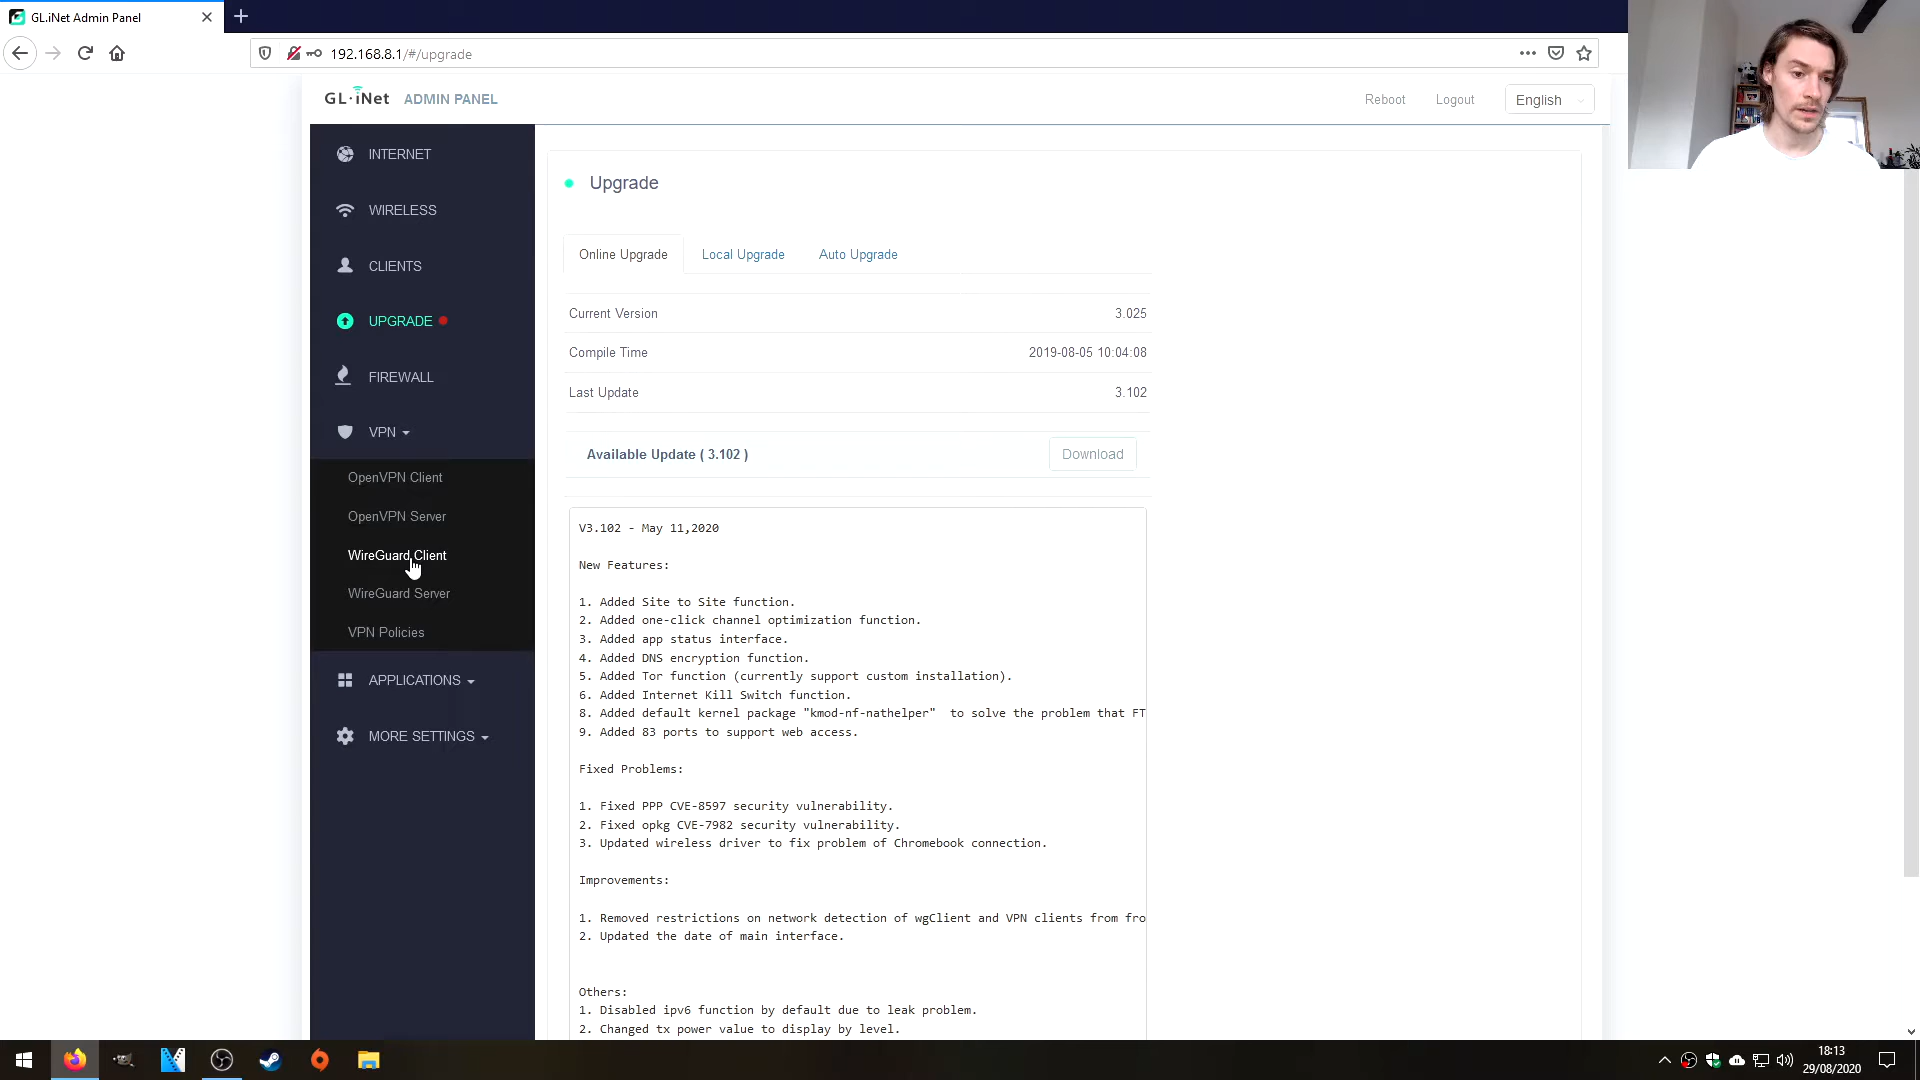 GL.iNet Admin Panel
192.168.8.1/#/upgrade
GL·iNet ADMIN PANEL
Reboot
Logout
English
INTERNET
WIRELESS
CLIENTS
UPGRADE
FIREWALL
VPN
OpenVPN Client
OpenVPN Server
WireGuard Client
WireGuard Server
VPN Policies
APPLICATIONS
MORE SETTINGS
Upgrade
Online Upgrade
Local Upgrade
Auto Upgrade
Current Version 3.025
Compile Time 2019-08-05 10:04:08
Last Update 3.102
Available Update ( 3.102 ) Download
V3.102 - May 11,2020
New Features:
1. Added Site to Site function.
2. Added one-click channel optimization function.
3. Added app status interface.
4. Added DNS encryption function.
5. Added Tor function (currently support custom installation).
6. Added Internet Kill Switch function.
8. Added default kernel package "kmod-nf-nathelper"  to solve the problem that FT
9. Added 83 ports to support web access.
Fixed Problems:
1. Fixed PPP CVE-8597 security vulnerability.
2. Fixed opkg CVE-7982 security vulnerability.
3. Updated wireless driver to fix problem of Chromebook connection.
Improvements:
1. Removed restrictions on network detection of wgClient and VPN clients from fro
2. Updated the date of main interface.
Others:
1. Disabled ipv6 function by default due to leak problem.
2. Changed tx power value to display by level.
18:13
29/08/2020